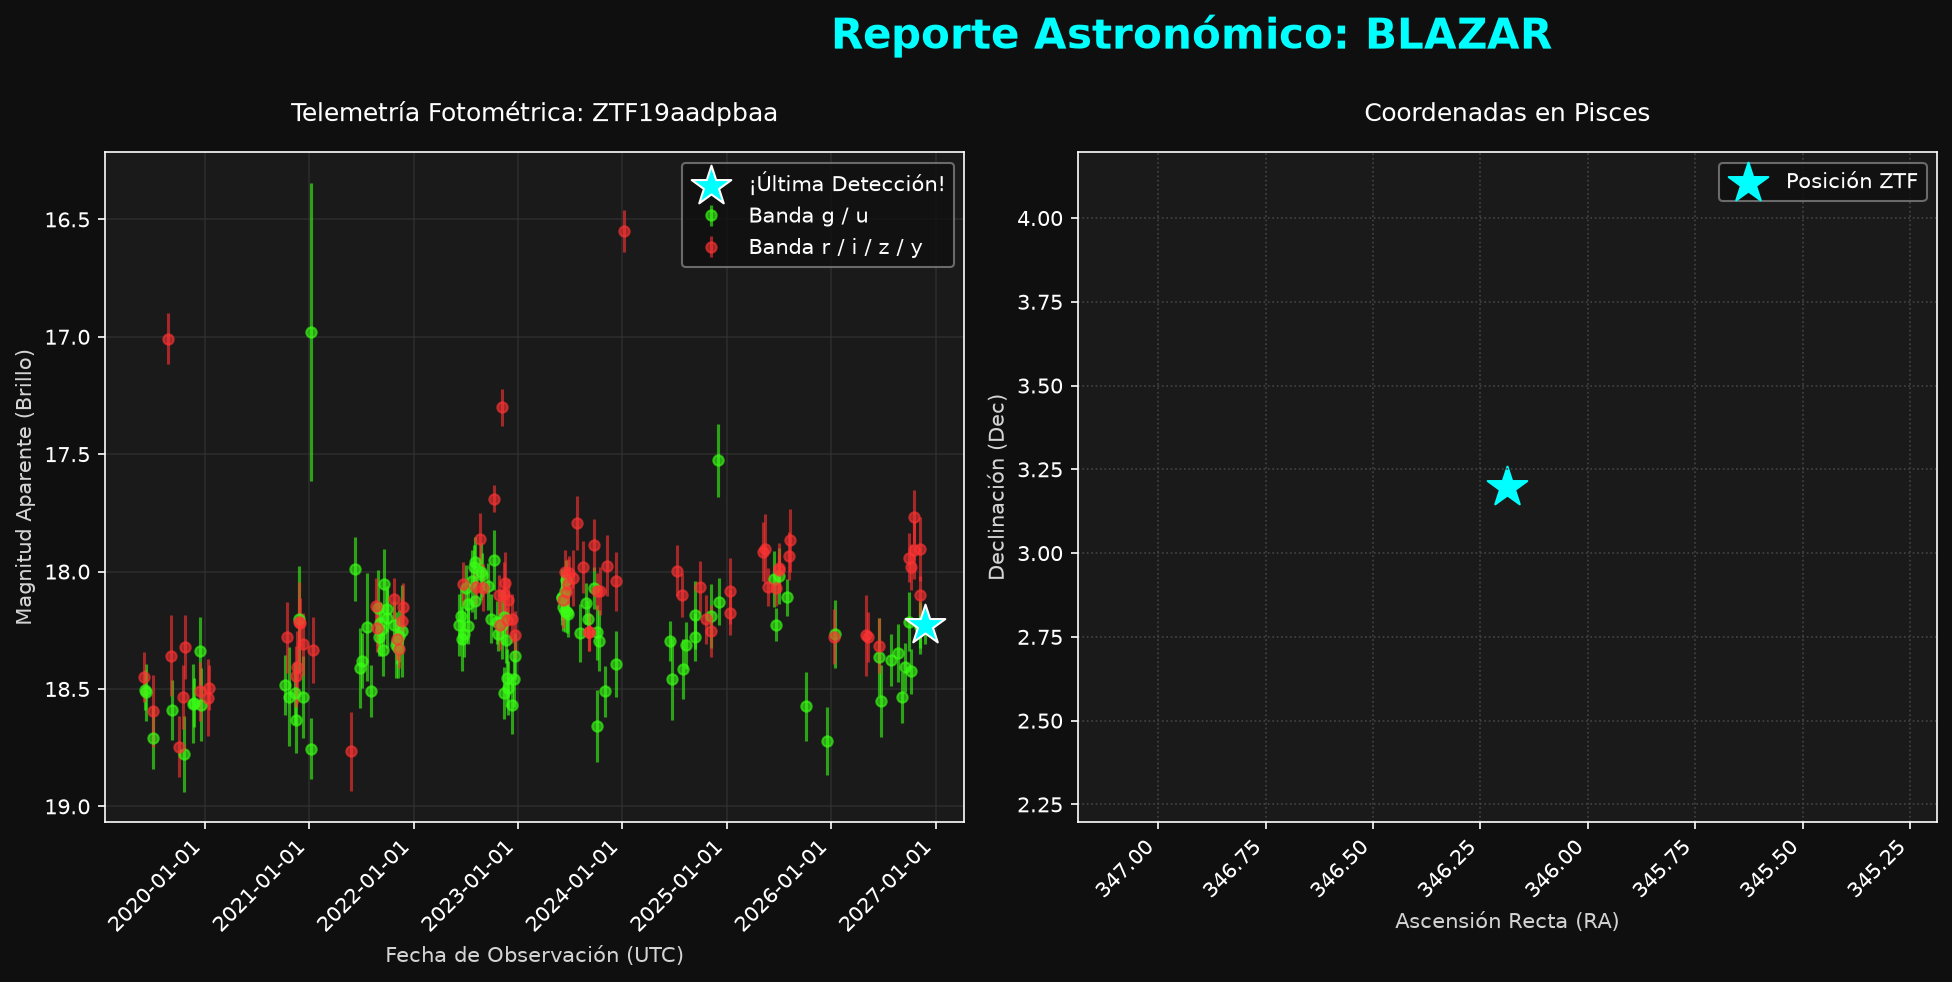 Reporte Astronómico: BLAZAR
Telemetría Fotométrica: ZTF19aadpbaa
¡Última Detección!
Banda g / u
Banda r / i / z / y
Magnitud Aparente (Brillo)
16.5
17.0
17.5
18.0
18.5
19.0
2020-01-01
2021-01-01
2022-01-01
2023-01-01
2024-01-01
2025-01-01
2026-01-01
2027-01-01
Fecha de Observación (UTC)
Coordenadas en Pisces
Posición ZTF
Declinación (Dec)
4.00
3.75
3.50
3.25
3.00
2.75
2.50
2.25
347.00
346.75
346.50
346.25
346.00
345.75
345.50
345.25
Ascensión Recta (RA)